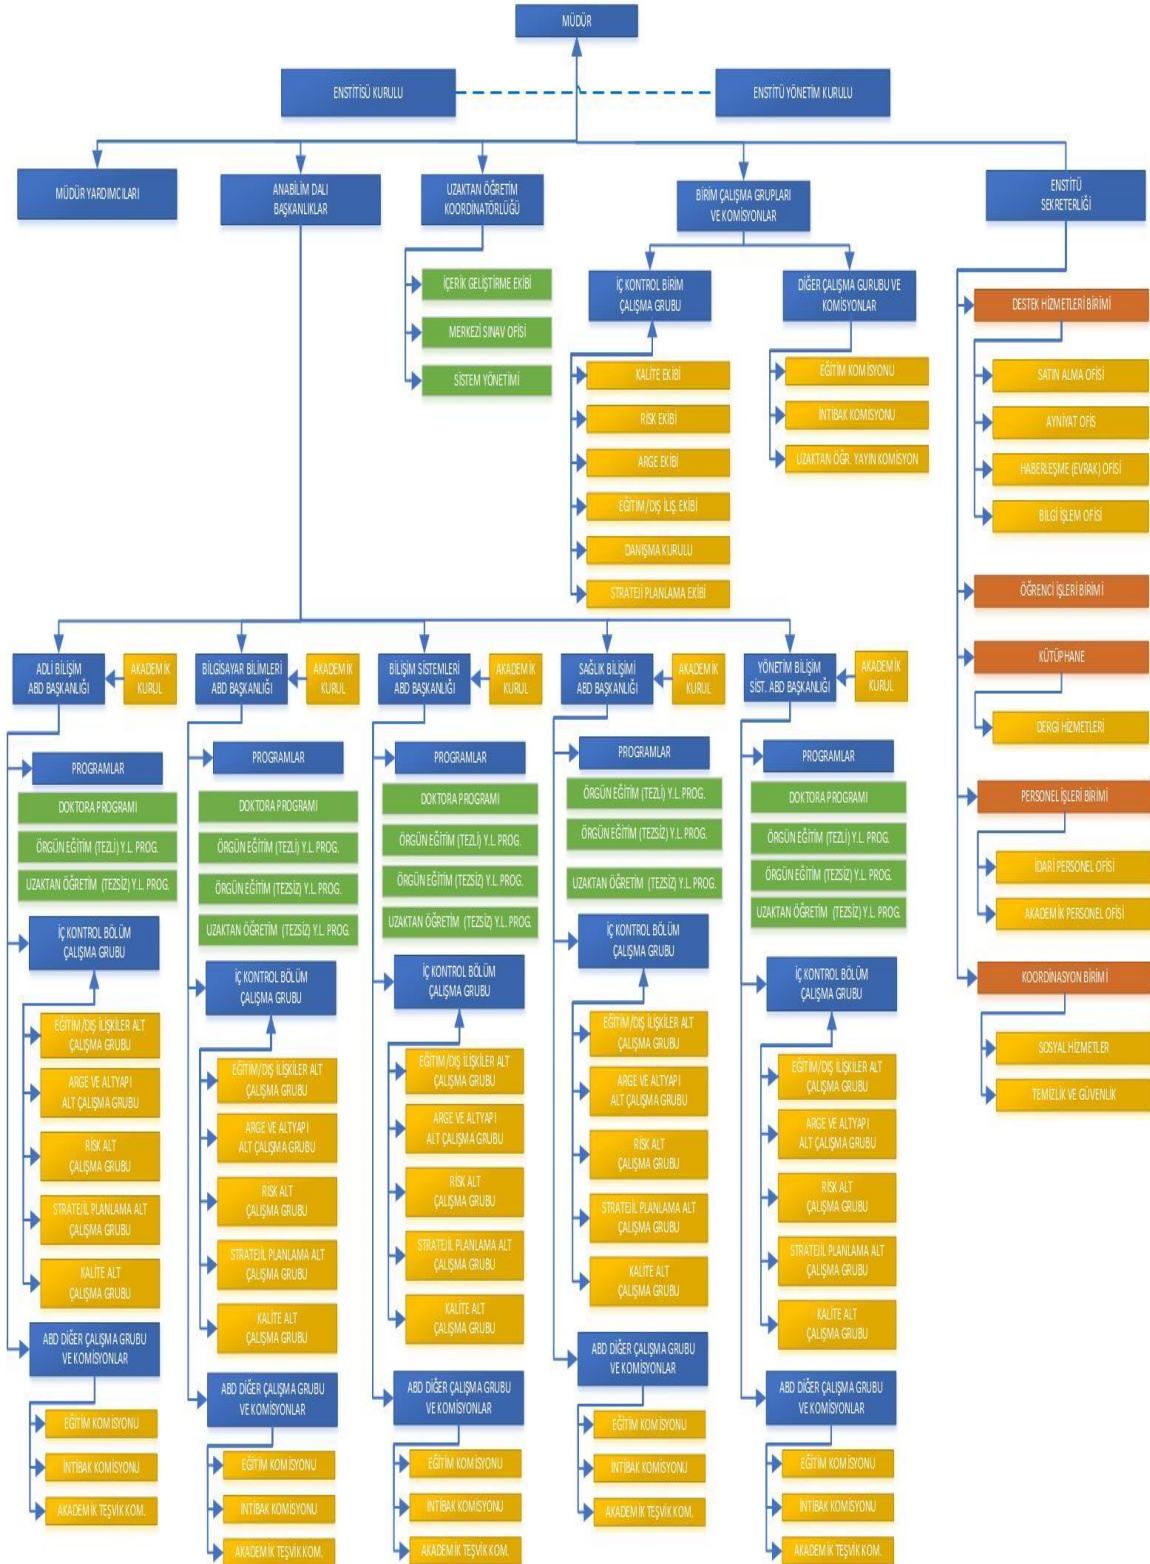 MÜDÜR
ENSTİTİSÜ KURULU
ENSTİTÜ YÖNETİM KURULU
MÜDÜR YARDIMCILARI
ANABİLİM DALI
BAŞKANLIKLAR
UZAKTAN ÖĞRETİM
KOORDİNATÖRLÜĞÜ
BİRİM ÇALIŞMA GRUPLARI
VE KOMİSYONLAR
ENSTİTÜ
SEKRETERLİĞİ
İÇERİK GELİŞTİRME EKİBİ
MERKEZİ SINAV OFİSİ
SİSTEM YÖNETİMİ
İÇ KONTROL BİRİM
ÇALIŞMA GRUBU
KALİTE EKİBİ
RİSK EKİBİ
ARGE EKİBİ
EĞİTİM/DIŞ İLİŞ. EKİBİ
DANIŞMA KURULU
STRATEJİ PLANLAMA EKİBİ
DİĞER ÇALIŞMA GURUBU VE
KOMİSYONLAR
EĞİTİM KOMİSYONU
İNTİBAK KOMİSYONU
UZAKTAN ÖĞR. YAYIN KOMİSYON
DESTEK HİZMETLERİ BİRİMİ
SATIN ALMA OFİSİ
AYNİYAT OFİS
HABERLEŞME (EVRAK) OFİSİ
BİLGİ İŞLEM OFİSİ
ÖĞRENCİ İŞLERİ BİRİMİ
KÜTÜPHANE
DERGİ HİZMETLERİ
PERSONEL İŞLERİ BİRİMİ
İDARİ PERSONEL OFİSİ
AKADEMİK PERSONEL OFİSİ
KOORDİNASYON BİRİMİ
SOSYAL HİZMETLER
TEMİZLİK VE GÜVENLİK
ADLİ BİLİŞİM
ABD BAŞKANLIĞI
AKADEMİK
KURUL
PROGRAMLAR
DOKTORA PROGRAMI
ÖRGÜN EĞİTİM (TEZLİ) Y.L. PROG.
UZAKTAN ÖĞRETİM (TEZSİZ) Y.L. PROG.
İÇ KONTROL BÖLÜM
ÇALIŞMA GRUBU
EĞİTİM/DIŞ İLİŞKİLER ALT
ÇALIŞMA GRUBU
ARGE VE ALTYAPI
ALT ÇALIŞMA GRUBU
RİSK ALT
ÇALIŞMA GRUBU
STRATEJİL PLANLAMA ALT
ÇALIŞMA GRUBU
KALİTE ALT
ÇALIŞMA GRUBU
ABD DİĞER ÇALIŞMA GRUBU
VE KOMİSYONLAR
EĞİTİM KOMİSYONU
İNTİBAK KOMİSYONU
AKADEMİK TEŞVİK KOM.
BİLGİSAYAR BİLİMLERİ
ABD BAŞKANLIĞI
AKADEMİK
KURUL
PROGRAMLAR
DOKTORA PROGRAMI
ÖRGÜN EĞİTİM (TEZLİ) Y.L. PROG.
ÖRGÜN EĞİTİM (TEZSİZ) Y.L. PROG.
UZAKTAN ÖĞRETİM (TEZSİZ) Y.L. PROG.
İÇ KONTROL BÖLÜM
ÇALIŞMA GRUBU
EĞİTİM/DIŞ İLİŞKİLER ALT
ÇALIŞMA GRUBU
ARGE VE ALTYAPI
ALT ÇALIŞMA GRUBU
RİSK ALT
ÇALIŞMA GRUBU
STRATEJİL PLANLAMA ALT
ÇALIŞMA GRUBU
KALİTE ALT
ÇALIŞMA GRUBU
ABD DİĞER ÇALIŞMA GRUBU
VE KOMİSYONLAR
EĞİTİM KOMİSYONU
İNTİBAK KOMİSYONU
AKADEMİK TEŞVİK KOM.
BİLİŞİM SİSTEMLERİ
ABD BAŞKANLIĞI
AKADEMİK
KURUL
PROGRAMLAR
DOKTORA PROGRAMI
ÖRGÜN EĞİTİM (TEZLİ) Y.L. PROG.
ÖRGÜN EĞİTİM (TEZSİZ) Y.L. PROG.
UZAKTAN ÖĞRETİM (TEZSİZ) Y.L. PROG.
İÇ KONTROL BÖLÜM
ÇALIŞMA GRUBU
EĞİTİM/DIŞ İLİŞKİLER ALT
ÇALIŞMA GRUBU
ARGE VE ALTYAPI
ALT ÇALIŞMA GRUBU
RİSK ALT
ÇALIŞMA GRUBU
STRATEJİL PLANLAMA ALT
ÇALIŞMA GRUBU
KALİTE ALT
ÇALIŞMA GRUBU
ABD DİĞER ÇALIŞMA GRUBU
VE KOMİSYONLAR
EĞİTİM KOMİSYONU
İNTİBAK KOMİSYONU
AKADEMİK TEŞVİK KOM.
SAĞLIK BİLİŞİMİ
ABD BAŞKANLIĞI
AKADEMİK
KURUL
PROGRAMLAR
ÖRGÜN EĞİTİM (TEZLİ) Y.L. PROG.
ÖRGÜN EĞİTİM (TEZSİZ) Y.L. PROG.
UZAKTAN ÖĞRETİM (TEZSİZ) Y.L. PROG.
İÇ KONTROL BÖLÜM
ÇALIŞMA GRUBU
EĞİTİM/DIŞ İLİŞKİLER ALT
ÇALIŞMA GRUBU
ARGE VE ALTYAPI
ALT ÇALIŞMA GRUBU
RİSK ALT
ÇALIŞMA GRUBU
STRATEJİL PLANLAMA ALT
ÇALIŞMA GRUBU
KALİTE ALT
ÇALIŞMA GRUBU
ABD DİĞER ÇALIŞMA GRUBU
VE KOMİSYONLAR
EĞİTİM KOMİSYONU
İNTİBAK KOMİSYONU
AKADEMİK TEŞVİK KOM.
YÖNETİM BİLİŞİM
SİST. ABD BAŞKANLIĞI
AKADEMİK
KURUL
PROGRAMLAR
DOKTORA PROGRAMI
ÖRGÜN EĞİTİM (TEZLİ) Y.L. PROG.
ÖRGÜN EĞİTİM (TEZSİZ) Y.L. PROG.
UZAKTAN ÖĞRETİM (TEZSİZ) Y.L. PROG.
İÇ KONTROL BÖLÜM
ÇALIŞMA GRUBU
EĞİTİM/DIŞ İLİŞKİLER ALT
ÇALIŞMA GRUBU
ARGE VE ALTYAPI
ALT ÇALIŞMA GRUBU
RİSK ALT
ÇALIŞMA GRUBU
STRATEJİL PLANLAMA ALT
ÇALIŞMA GRUBU
KALİTE ALT
ÇALIŞMA GRUBU
ABD DİĞER ÇALIŞMA GRUBU
VE KOMİSYONLAR
EĞİTİM KOMİSYONU
İNTİBAK KOMİSYONU
AKADEMİK TEŞVİK KOM.